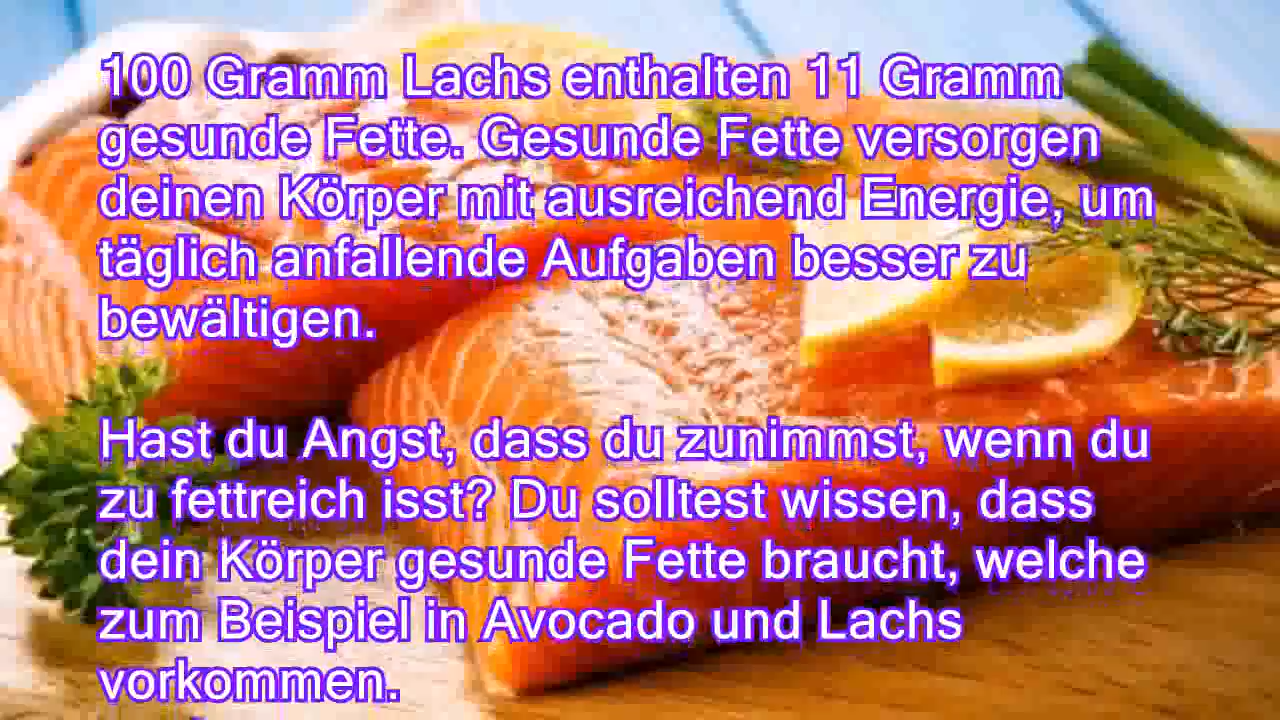 100 Gramm Lachs enthalten 11 Gramm
gesunde Fette. Gesunde Fette versorgen
deinen Körper mit ausreichend Energie, um
täglich anfallende Aufgaben besser zu
bewältigen.
Hast du Angst, dass du zunimmst, wenn du
zu fettreich isst? Du solltest wissen, dass
dein Körper gesunde Fette braucht, welche
zum Beispiel in Avocado und Lachs
vorkommen.